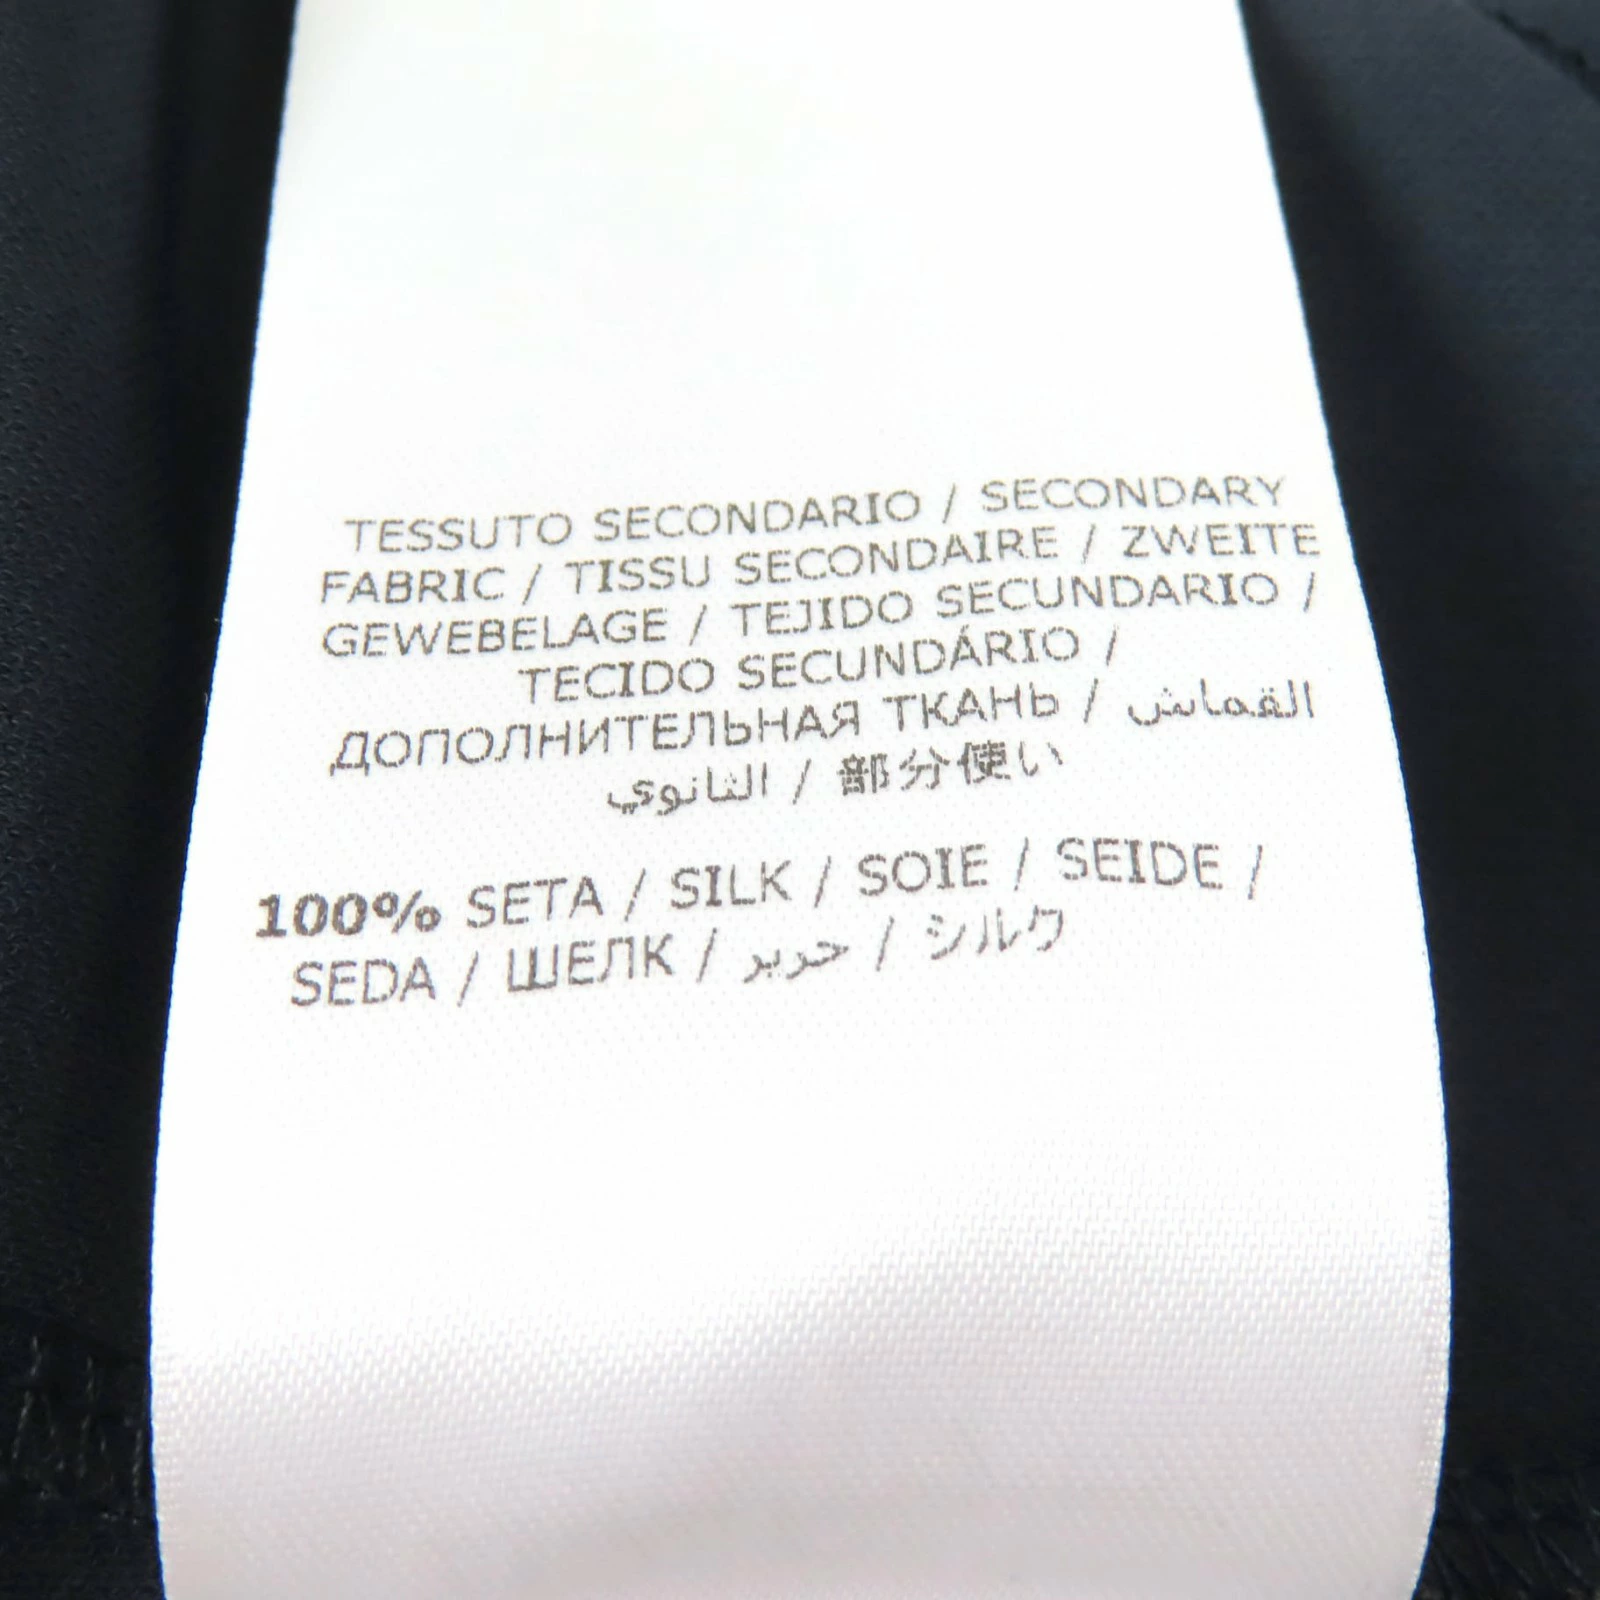 TESSUTO SECONDARIO / SECONDARY
FABRIC / TISSU SECONDAIRE / ZWEITE
GEWEBELAGE / TEJIDO SECUNDARIO /
TECIDO SECUNDÁRIO /
ДОПОЛНИТЕЛЬНАЯ ТКАНЬ / القماش
الثانوي / 部分使い
100% SETA / SILK / SOIE / SEIDE /
SEDA / ШЕЛК / حرير / シルク